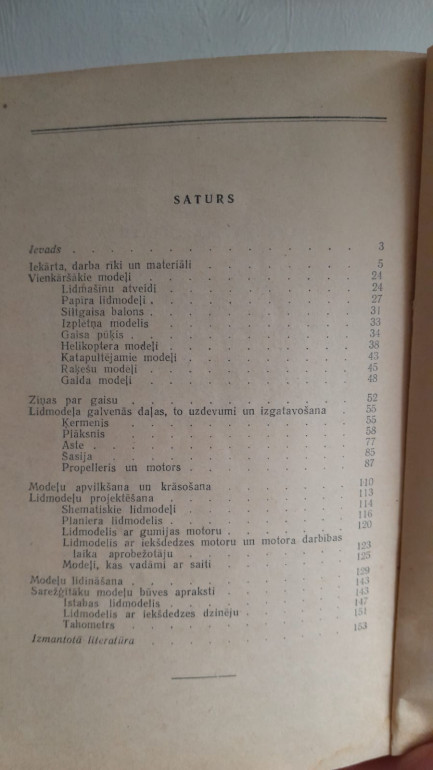 SATURS
Ievads . . . . . . . . . . . . . . . 3
Iekārta, darba rīki un materiāli . . . . . . . . 5
Vienkāršākie modeļi . . . . . . . . . . . 24
Lidmašīnu atveidi . . . . . . . . . . 24
Papīra lidmodeļi . . . . . . . . . . . 27
Siltgaisa balons . . . . . . . . . . . 31
Izpletņa modelis . . . . . . . . . . . 33
Gaisa pūķis . . . . . . . . . . . . 34
Helikoptera modeļi . . . . . . . . . . 38
Katapultējamie modeļi . . . . . . . . . 43
Raķešu modeļi . . . . . . . . . . . 45
Gaida modeļi . . . . . . . . . . . . 48
Ziņas par gaisu . . . . . . . . . . . . 52
Lidmodeļa galvenās daļas, to uzdevumi un izgatavošana . 55
Ķermenis . . . . . . . . . . . . 55
Plāksnis . . . . . . . . . . . . 58
Aste . . . . . . . . . . . . . 77
Šasija . . . . . . . . . . . . . 85
Propelleris un motors . . . . . . . . . 87
Modeļu apvilkšana un krāsošana . . . . . . . 110
Lidmodeļu projektēšana . . . . . . . . . 113
Shematiskie lidmodeļi . . . . . . . . . 114
Planiera lidmodelis . . . . . . . . . . 116
Lidmodelis ar gumijas motoru . . . . . . . 120
Lidmodelis ar iekšdedzes motoru un motora darbības
laika aprobežotāju . . . . . . . . . 123
Modeļi, kas vadāmi ar saiti . . . . . . . 125
Modeļu lidināšana . . . . . . . . . . . 129
Sarežģītāku modeļu būves apraksti . . . . . . 143
Istabas lidmodelis . . . . . . . . . . 143
Lidmodelis ar iekšdedzes dzinēju . . . . . . 147
Tahometrs . . . . . . . . . . . . 151
Izmantotā literatūra . . . . . . . . . . 153